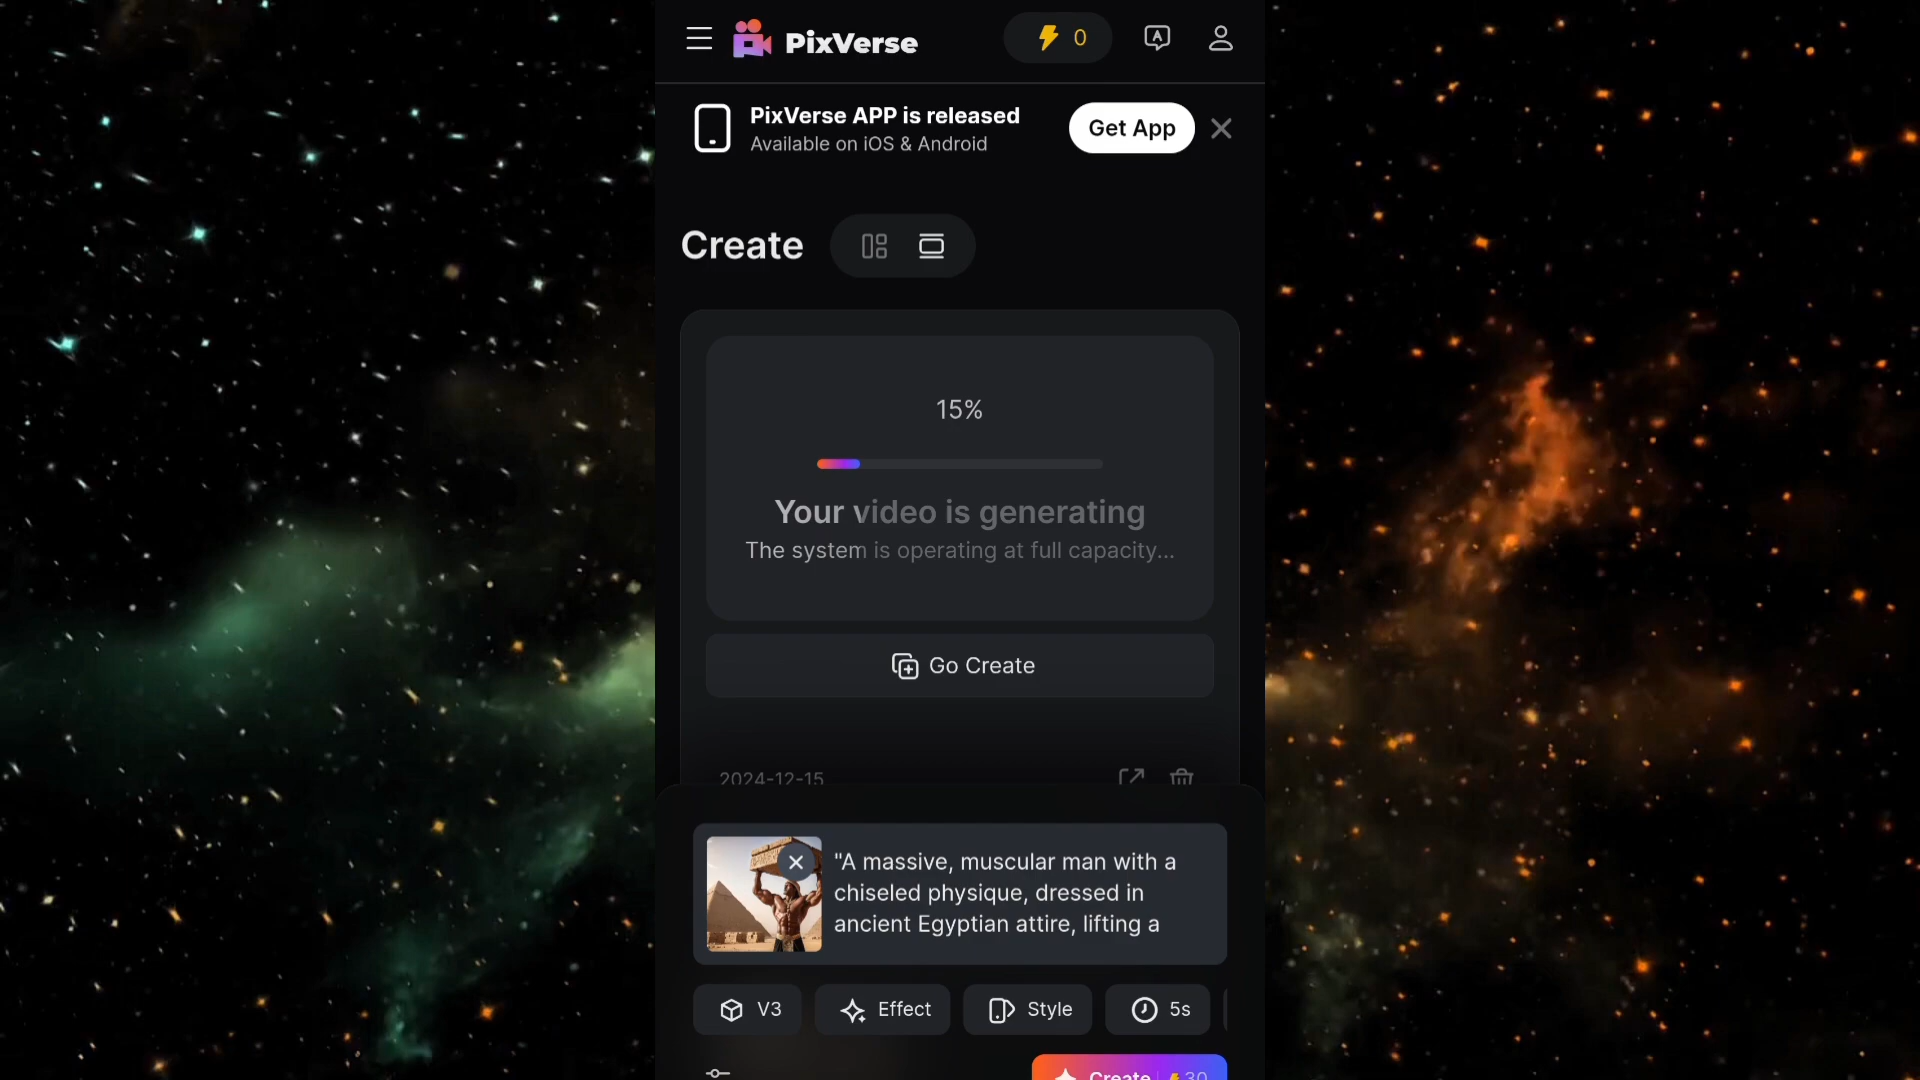 PixVerse
0
PixVerse APP is released
Available on iOS & Android
Get App
Create
15%
Your video is generating
The system is operating at full capacity...
Go Create
2024-12-15
"A massive, muscular man with a
chiseled physique, dressed in
ancient Egyptian attire, lifting a
V3
Effect
Style
5s
Create
30